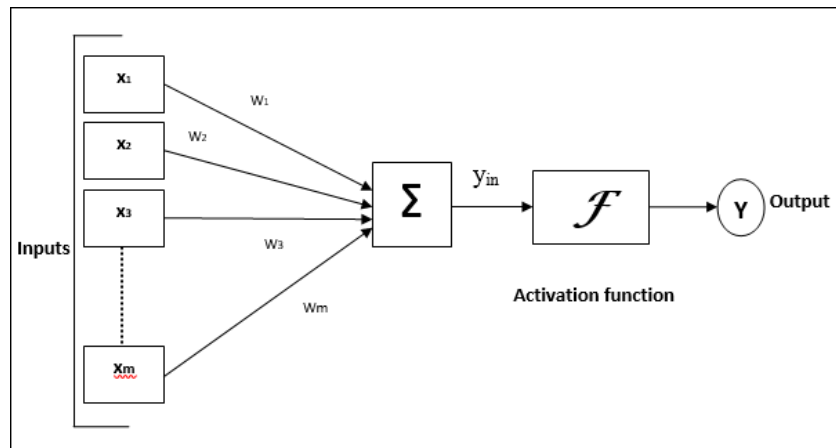 x₁
W₁
x₂
W₂
x₃
W₃
Inputs
Wm
xm
Σ
yin
ℱ
Y
Output
Activation function